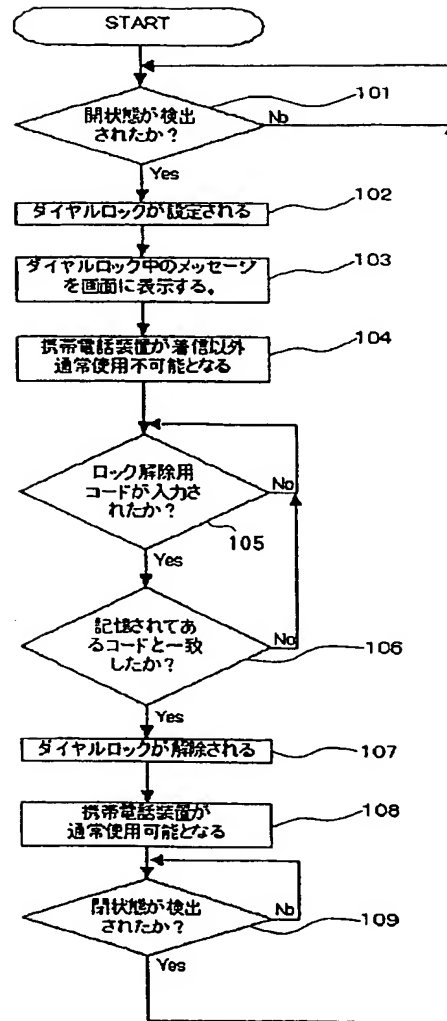 START
開状態が検出
されたか？
101
No
Yes
ダイヤルロックが設定される
102
ダイヤルロック中のメッセージ
を画面に表示する。
103
携帯電話装置が着信以外
通常使用不可能となる
104
ロック解除用
コードが入力さ
れたか？
No
105
Yes
記憶されてあ
るコードと一致
したか？
No
106
Yes
ダイヤルロックが解除される
107
携帯電話装置が
通常使用可能となる
108
閉状態が検出
されたか？
No
109
Yes